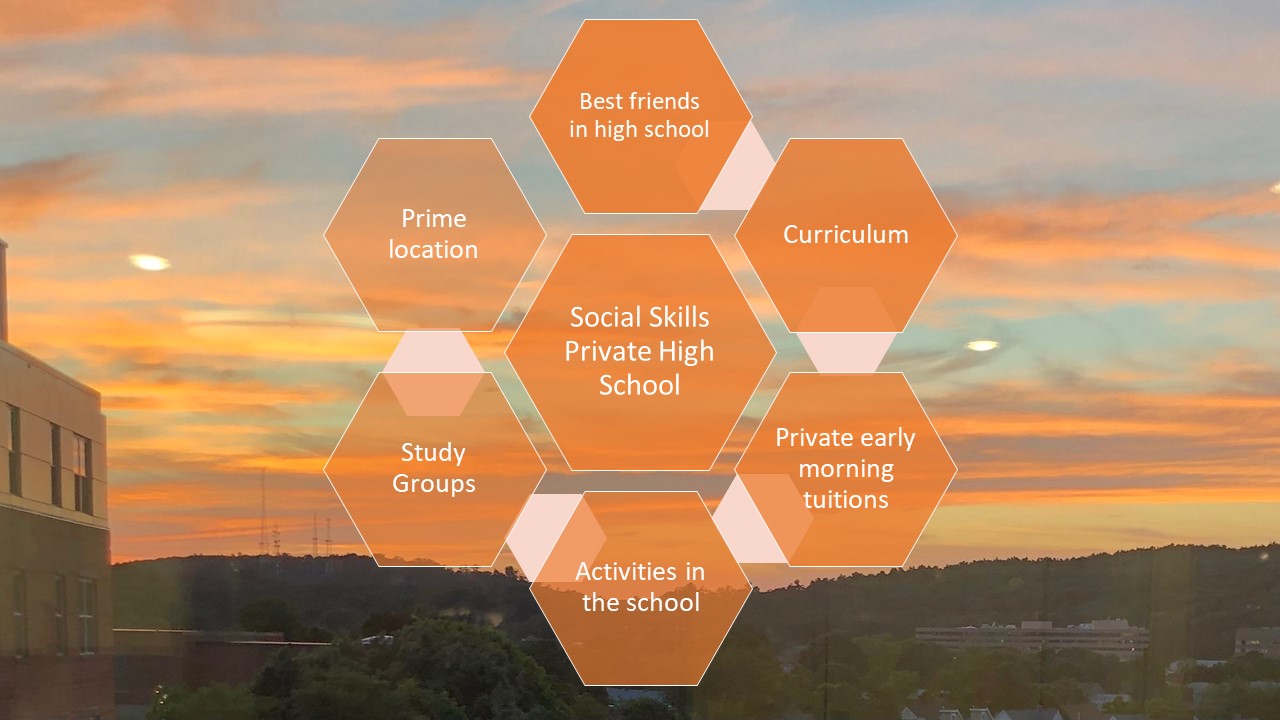 Best friends
in high school
Curriculum
Prime
location
Social Skills
Private High
School
Private early
morning
tuitions
Study
Groups
Activities in
the school